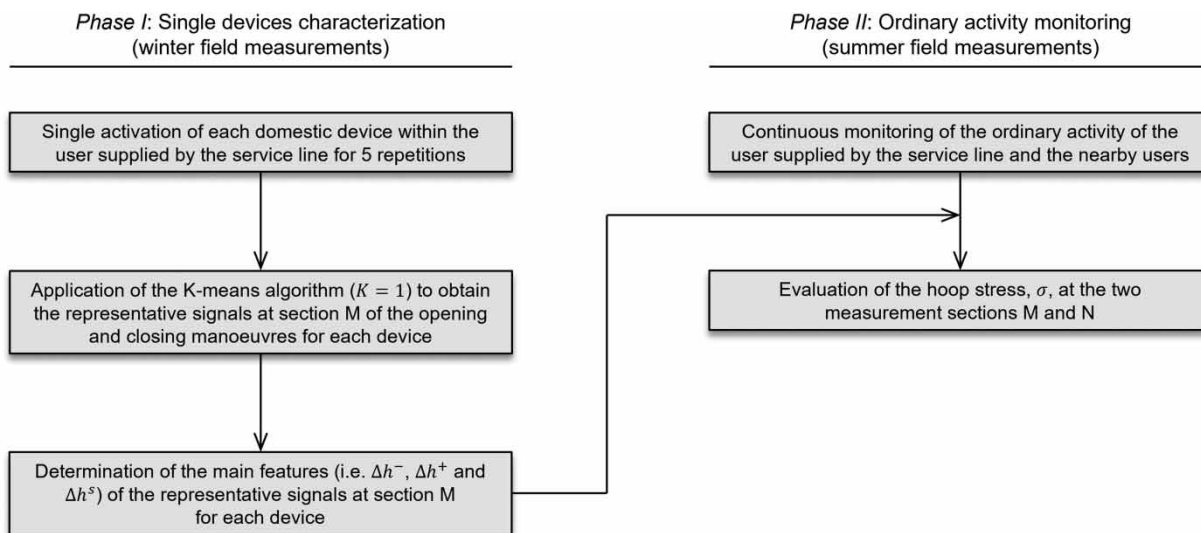 Phase I: Single devices characterization
(winter field measurements)
Single activation of each domestic device within the
user supplied by the service line for 5 repetitions
Application of the K-means algorithm (K = 1) to obtain
the representative signals at section M of the opening
and closing manoeuvres for each device
Determination of the main features (i.e. Δh⁻, Δh⁺ and
Δhˢ) of the representative signals at section M
for each device
Phase II: Ordinary activity monitoring
(summer field measurements)
Continuous monitoring of the ordinary activity of the
user supplied by the service line and the nearby users
Evaluation of the hoop stress, σ, at the two
measurement sections M and N